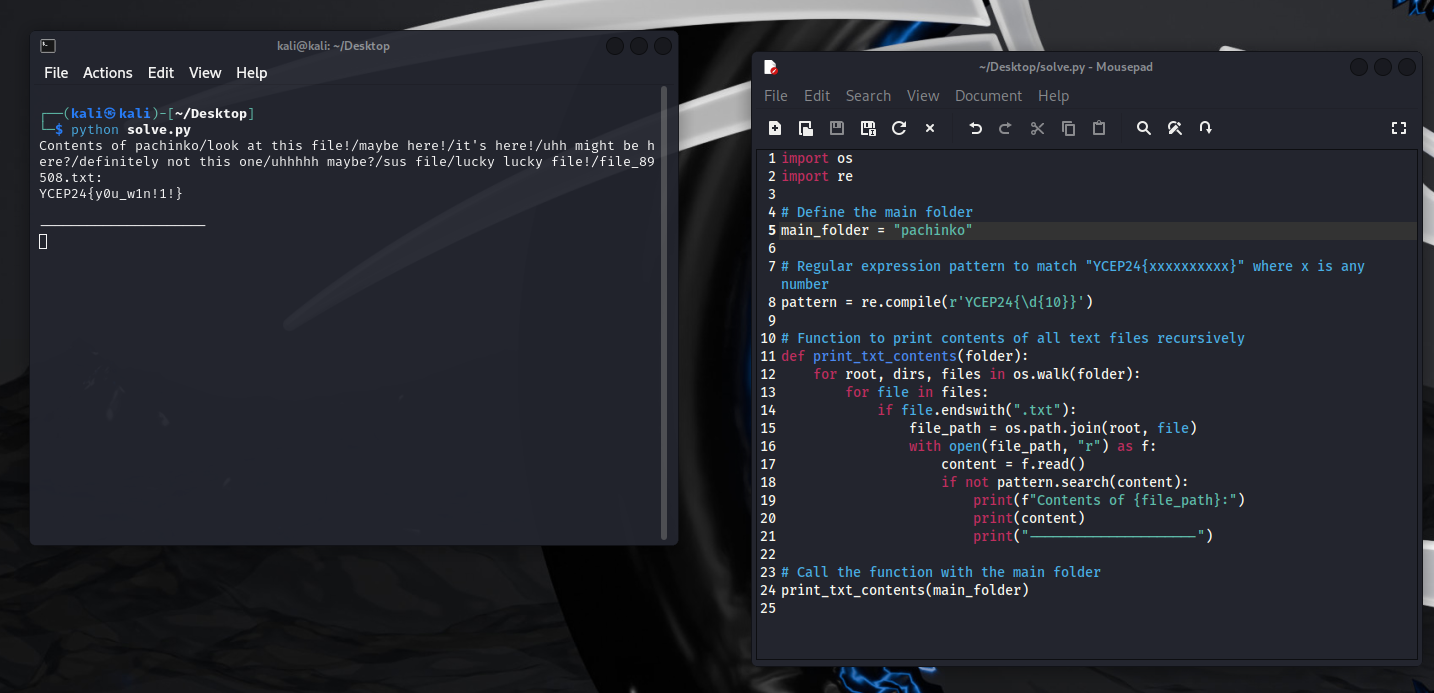 kali@kali: ~/Desktop
File Actions Edit View Help
┌──(kali㉿kali)-[~/Desktop]
└─$ python solve.py
Contents of pachinko/look at this file!/maybe here!/it's here!/uhh might be h
ere?/definitely not this one/uhhhhh maybe?/sus file/lucky lucky file!/file_89
508.txt:
YCEP24{y0u_w1n!1!}
~/Desktop/solve.py - Mousepad
File Edit Search View Document Help
1 import os
2 import re
3
4 # Define the main folder
5 main_folder = "pachinko"
6
7 # Regular expression pattern to match "YCEP24{xxxxxxxxxx}" where x is any
number
8 pattern = re.compile(r'YCEP24{\d{10}}')
9
10 # Function to print contents of all text files recursively
11 def print_txt_contents(folder):
12     for root, dirs, files in os.walk(folder):
13         for file in files:
14             if file.endswith(".txt"):
15                 file_path = os.path.join(root, file)
16                 with open(file_path, "r") as f:
17                     content = f.read()
18                     if not pattern.search(content):
19                         print(f"Contents of {file_path}:")
20                         print(content)
21                         print("---------------------")
22
23 # Call the function with the main folder
24 print_txt_contents(main_folder)
25